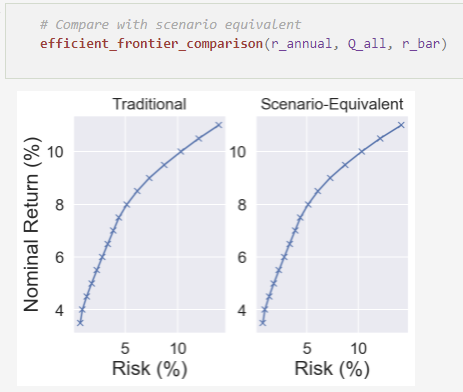 # Compare with scenario equivalent
efficient_frontier_comparison(r_annual, Q_all, r_bar)
Traditional
Scenario-Equivalent
Nominal Return (%)
10
8
6
4
10
8
6
4
5 10
5 10
Risk (%)
Risk (%)